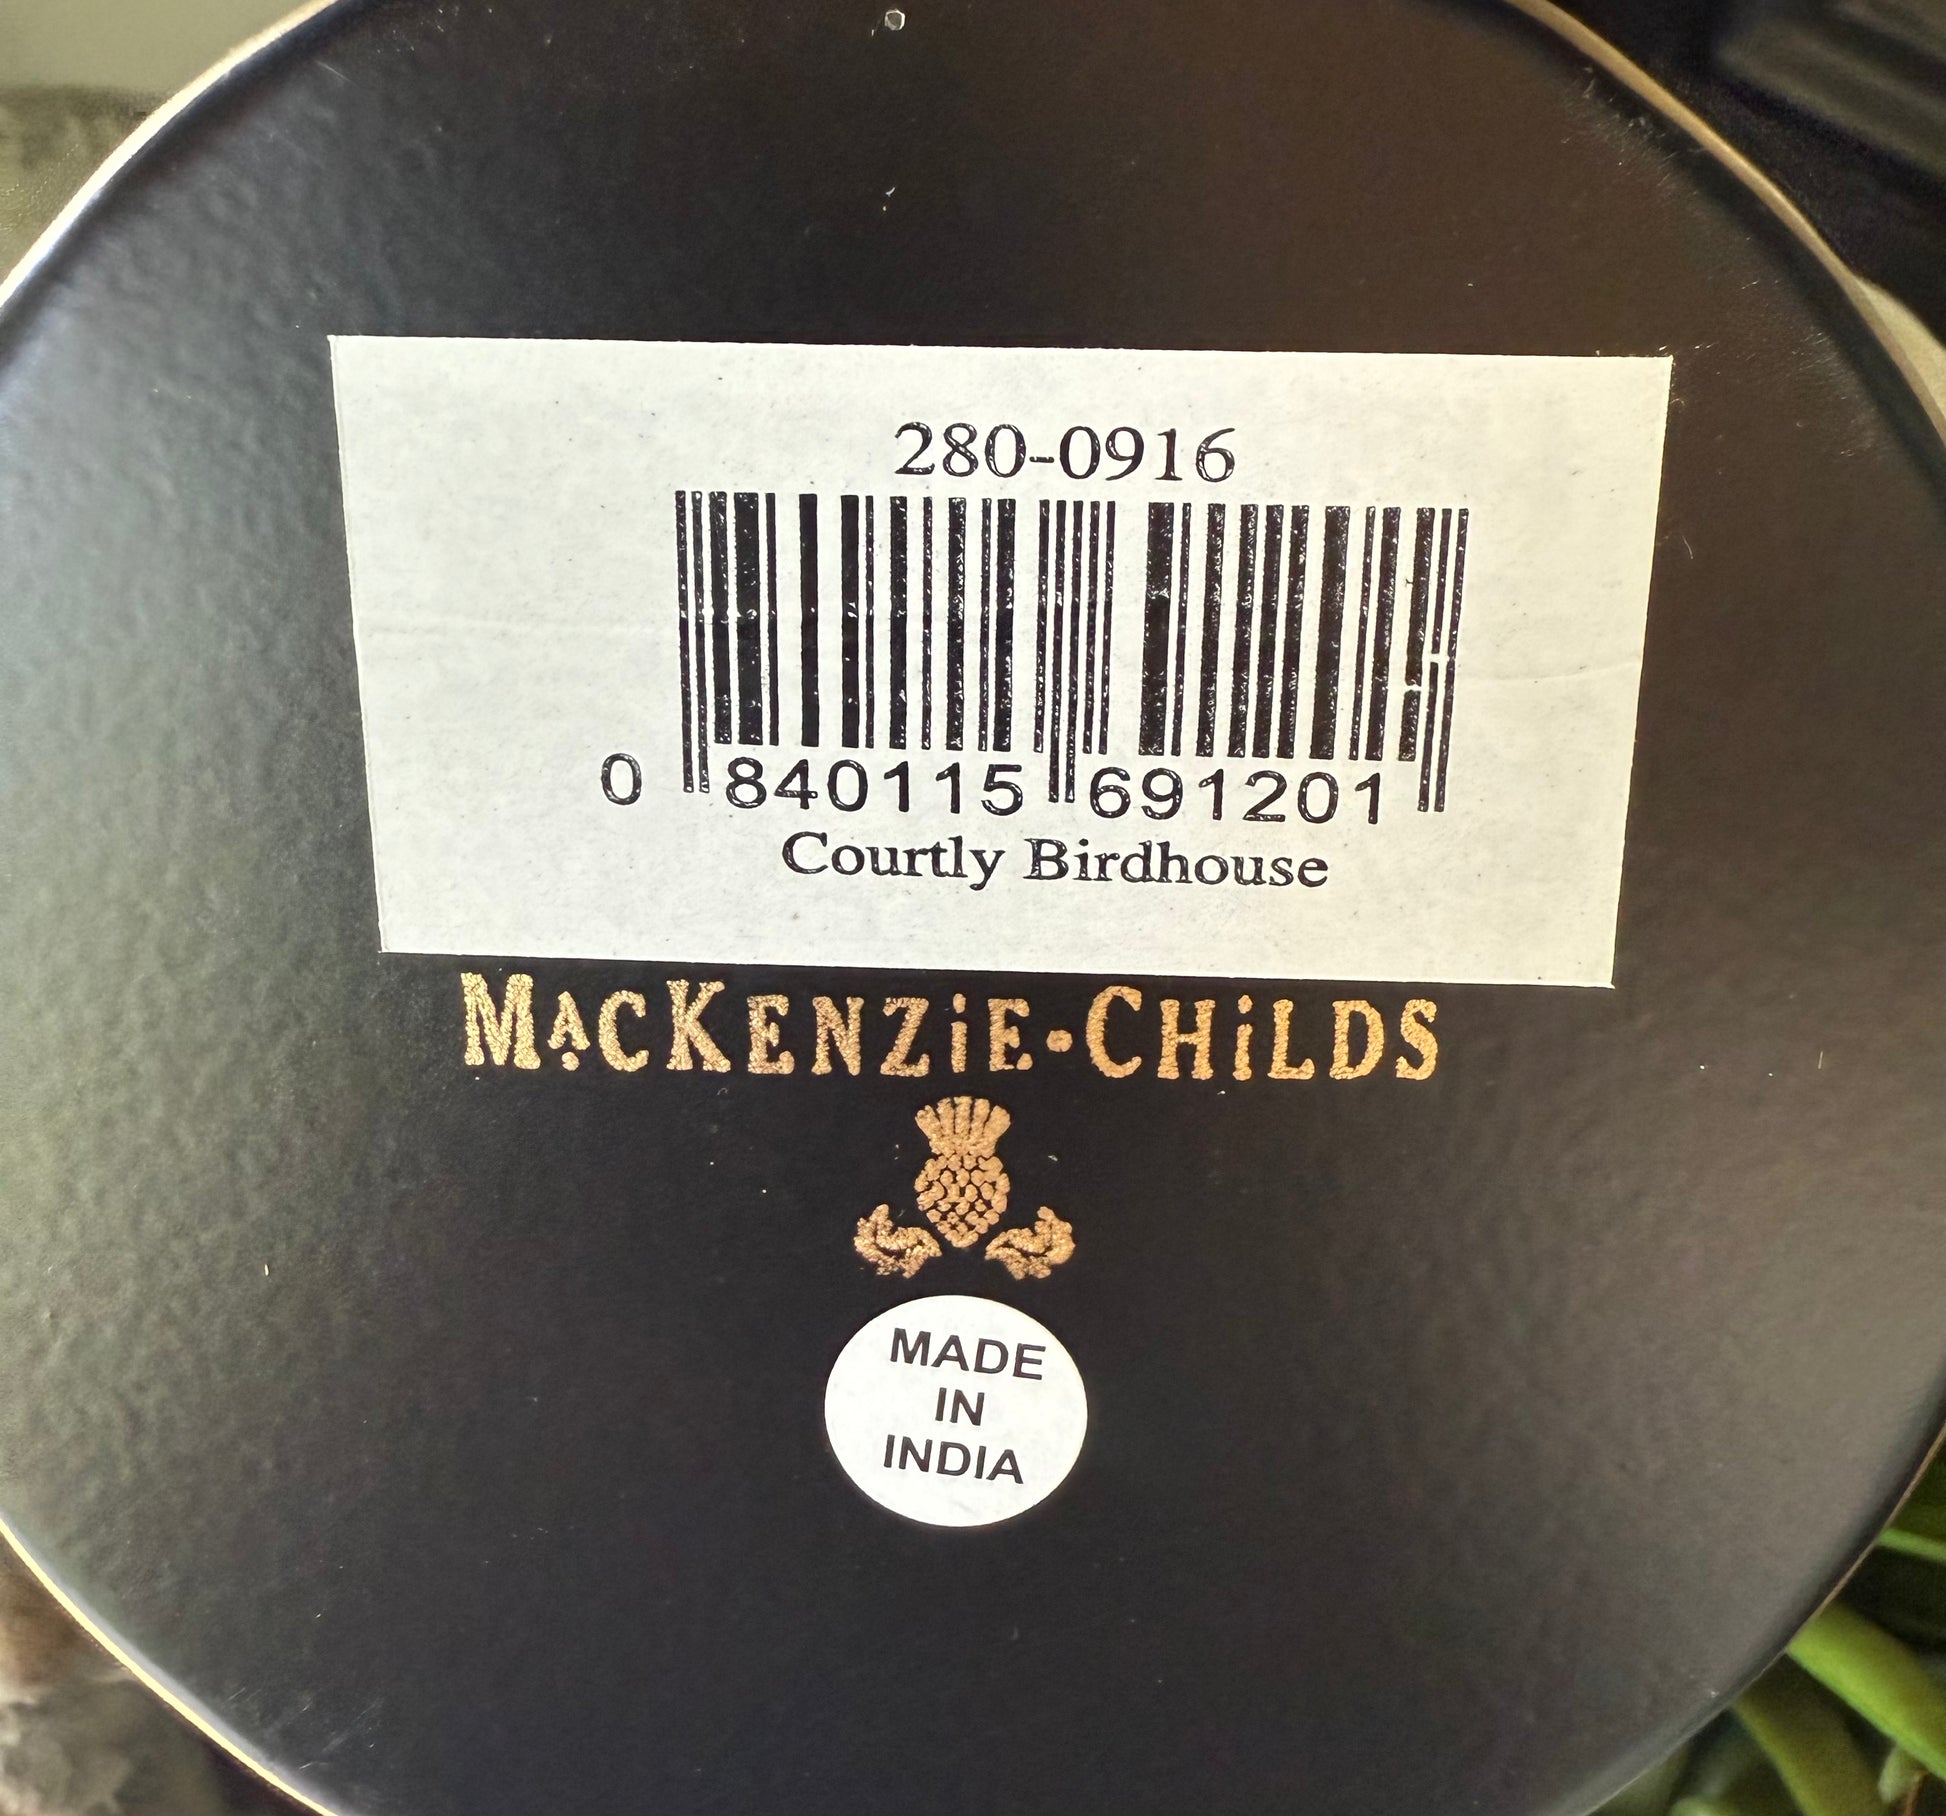 280-0916
0 840115 691201
Courtly Birdhouse
MACKENZiE·CHiLDS
MADE
IN
INDIA